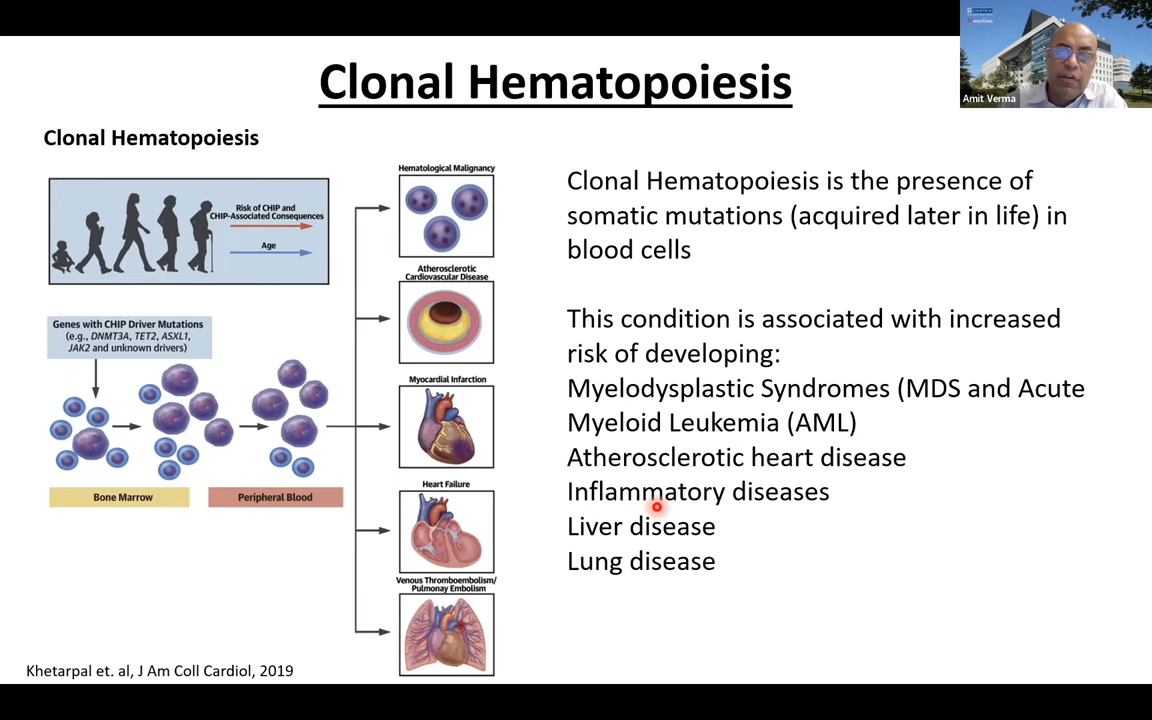 Clonal Hematopoiesis
Amit Verma
Clonal Hematopoiesis
Risk of CHIP and
CHIP-Associated Consequences
Age
Genes with CHIP Driver Mutations
(e.g., DNMT3A, TET2, ASXL1,
JAK2 and unknown drivers)
Bone Marrow
Peripheral Blood
Hematological Malignancy
Atherosclerotic
Cardiovascular Disease
Myocardial Infarction
Heart Failure
Venous Thromboembolism/
Pulmonay Embolism
Clonal Hematopoiesis is the presence of
somatic mutations (acquired later in life) in
blood cells
This condition is associated with increased
risk of developing:
Myelodysplastic Syndromes (MDS and Acute
Myeloid Leukemia (AML)
Atherosclerotic heart disease
Inflammatory diseases
Liver disease
Lung disease
Khetarpal et. al, J Am Coll Cardiol, 2019